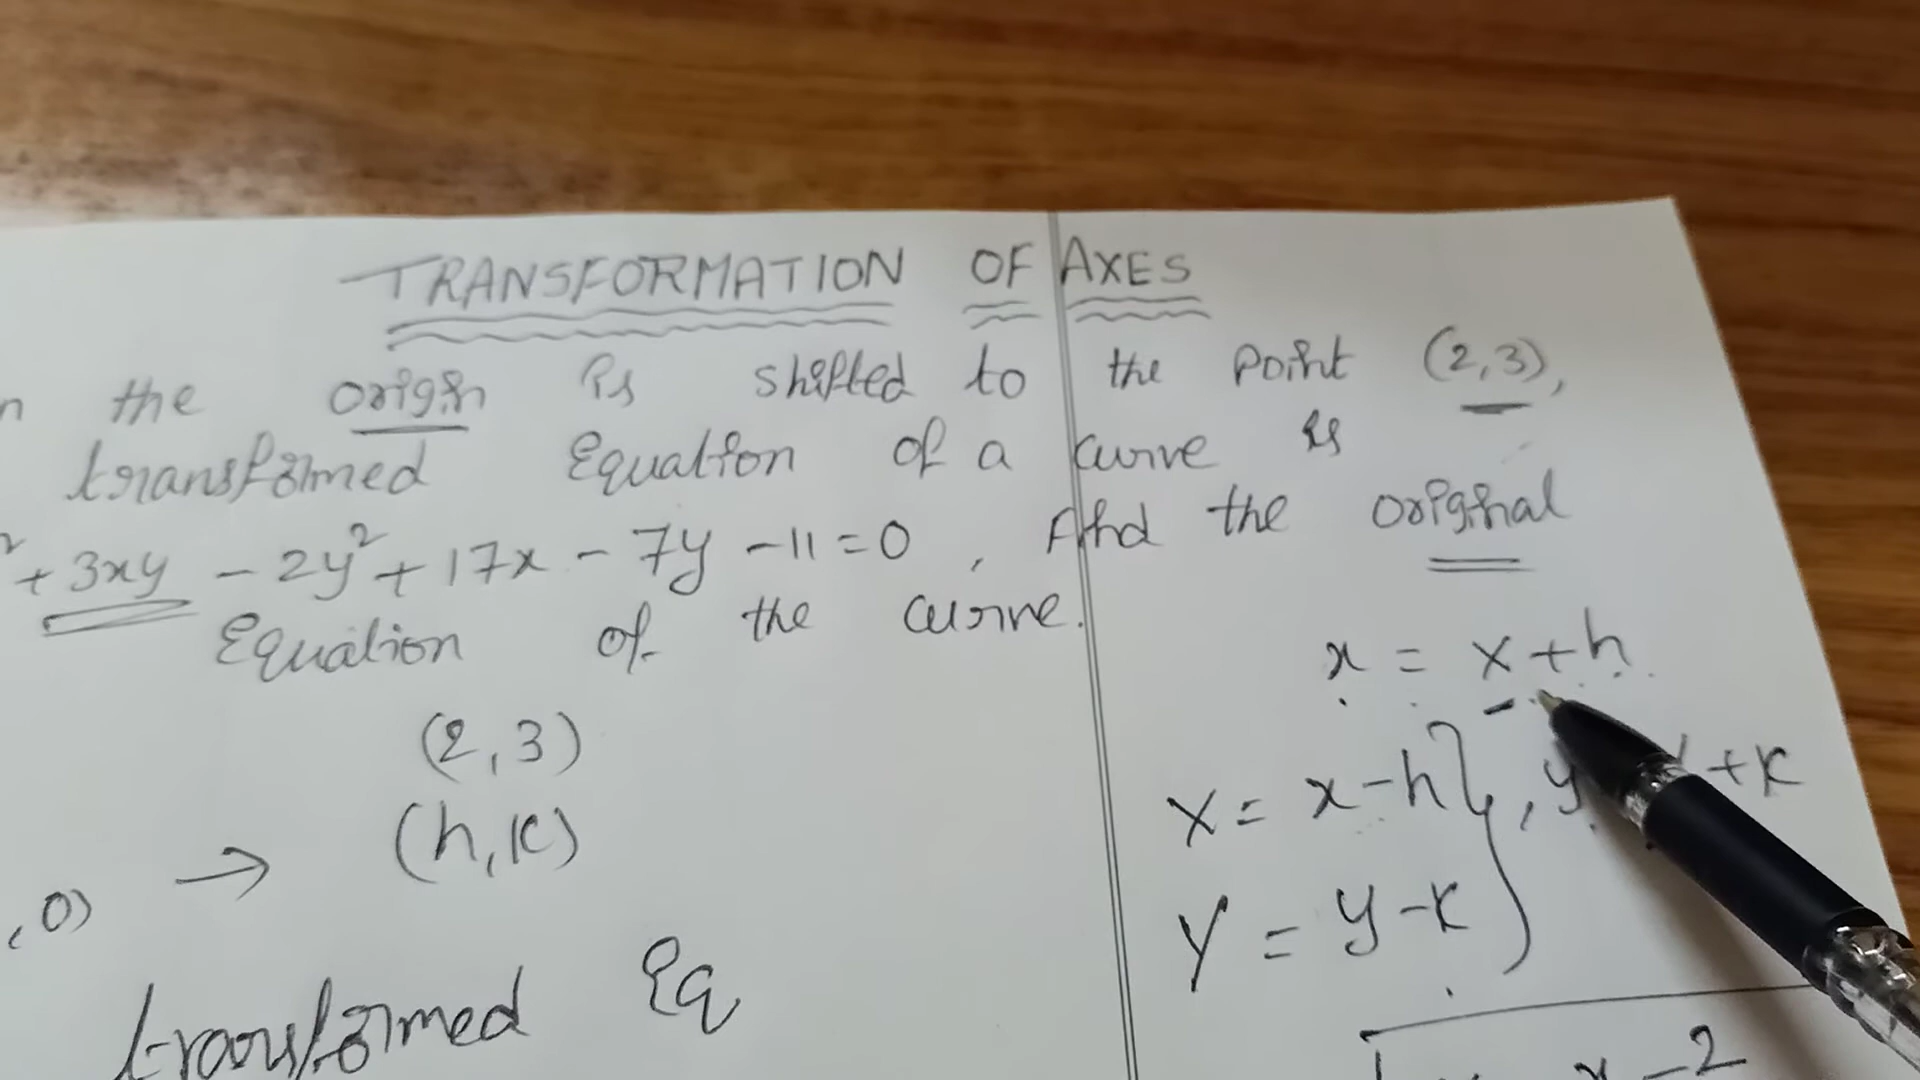 TRANSFORMATION OF AXES
the origin is shifted to the point (2,3),
transformed Equation of a curve is
² + 3xy - 2y² + 17x - 7y - 11 = 0, Find the original
Equation of the curve.
x = X + h
(2,3)
X = x - h}, y + k
(h, k)
, 0) →
Y = y - k
transformed Eq
x - 2